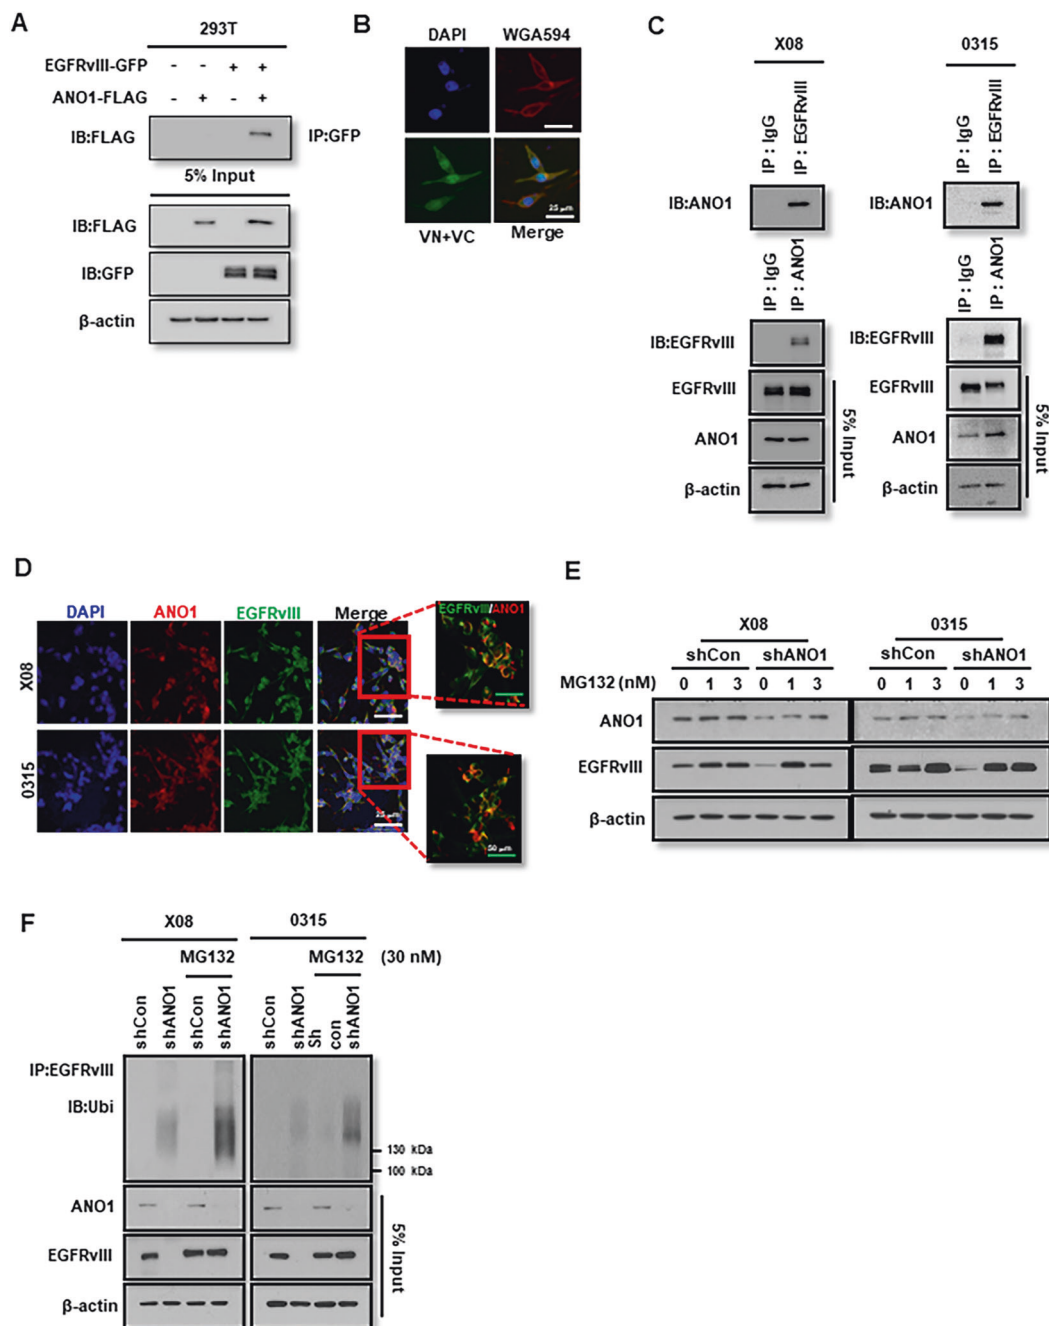 A
293T
EGFRvIII-GFP - - + +
ANO1-FLAG - + - +
IB:FLAG
IP:GFP
5% Input
IB:FLAG
IB:GFP
β-actin
B
DAPI WGA594
25 µm
VN+VC Merge
C
X08
IP : IgG
IP : EGFRvIII
IB:ANO1
IP : IgG
IP : ANO1
IB:EGFRvIII
EGFRvIII
ANO1
β-actin
5% Input
0315
IP : IgG
IP : EGFRvIII
IB:ANO1
IP : IgG
IP : ANO1
IB:EGFRvIII
EGFRvIII
ANO1
β-actin
5% Input
D
DAPI ANO1 EGFRvIII Merge
EGFRvIII/ANO1
X08
0315
25 µm
50 µm
E
X08 0315
shCon shANO1 shCon shANO1
MG132 (nM) 0 1 3 0 1 3 0 1 3 0 1 3
ANO1
EGFRvIII
β-actin
F
X08 0315
MG132 MG132 (30 nM)
shCon
shANO1
shCon
shANO1
shCon
shANO1
Sh
con
shANO1
IP:EGFRvIII
IB:Ubi
130 kDa
100 kDa
ANO1
EGFRvIII
β-actin
5% Input